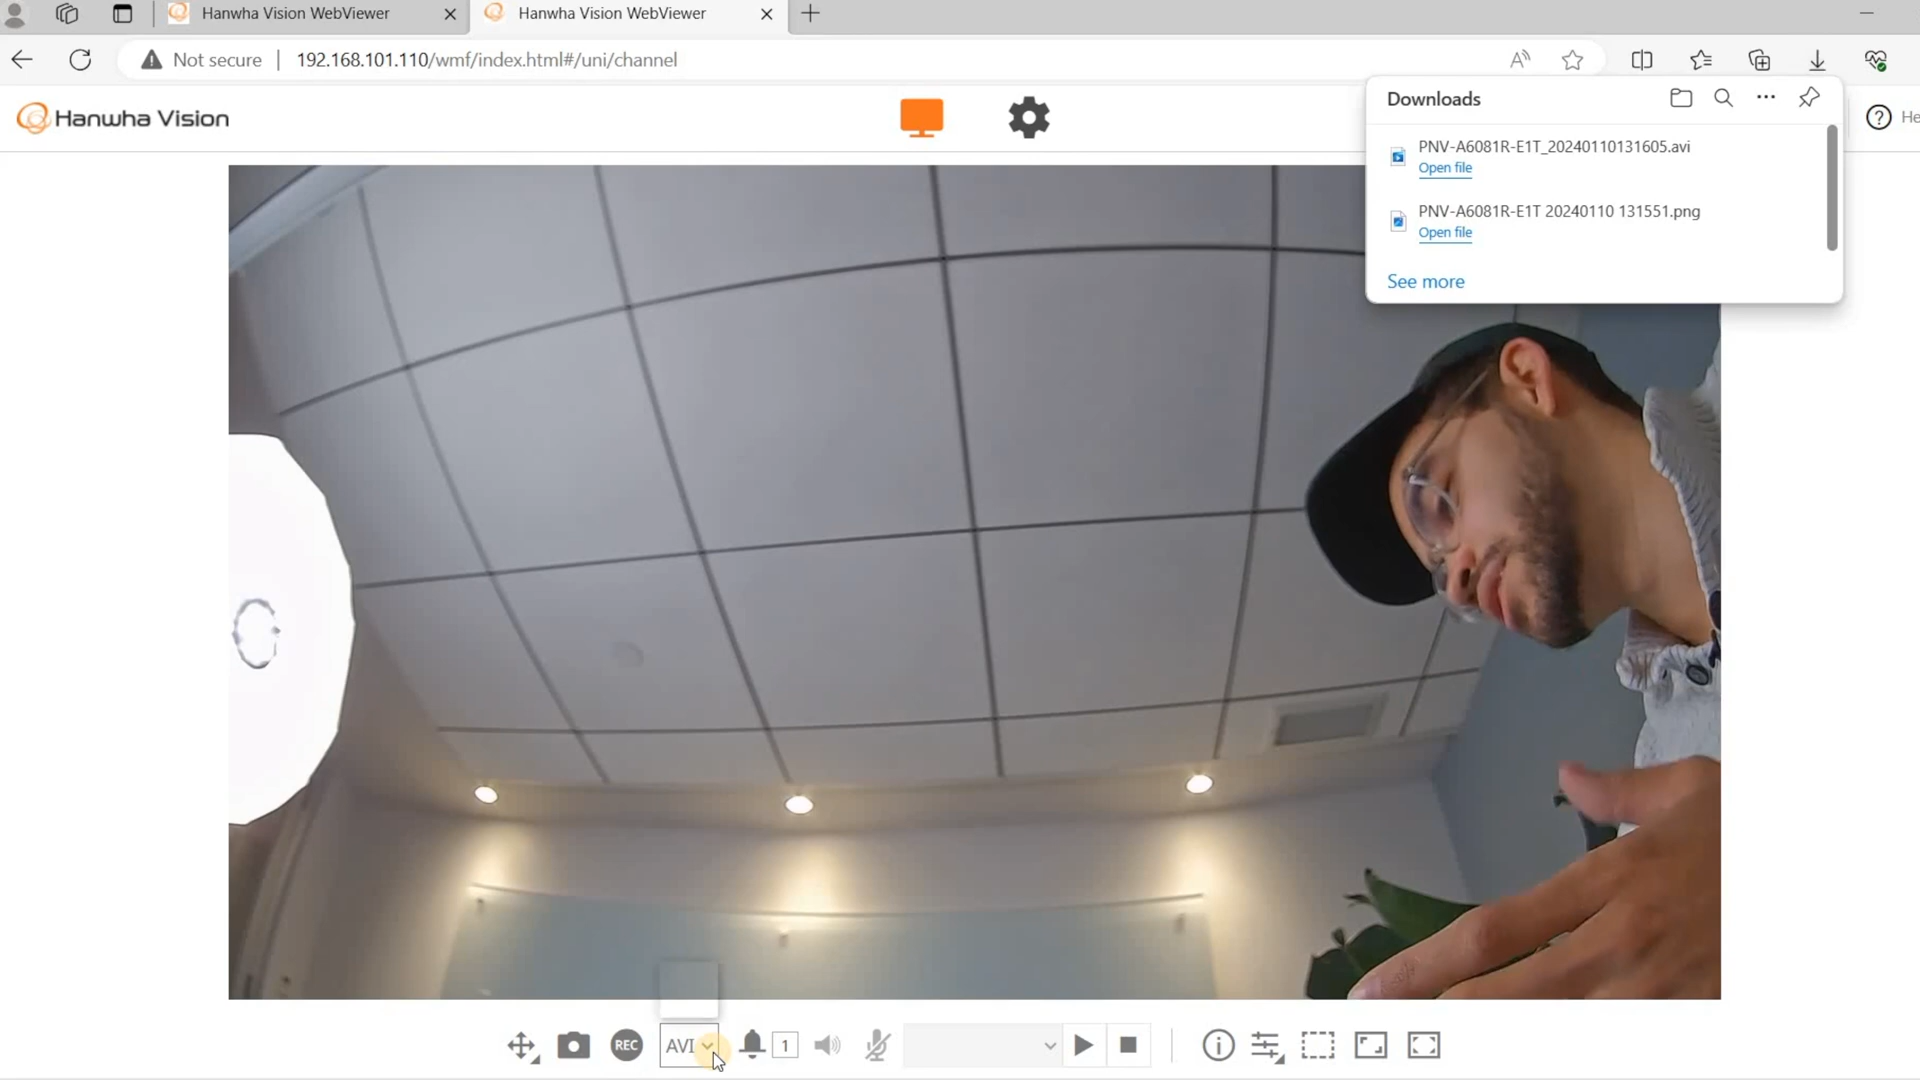 Hanwha Vision WebViewer
Hanwha Vision WebViewer
Not secure
192.168.101.110/wmf/index.html#/uni/channel
Hanwha Vision
He
Downloads
PNV-A6081R-E1T_20240110131605.avi
Open file
PNV-A6081R-E1T 20240110 131551.png
Open file
See more
REC
AVI
1